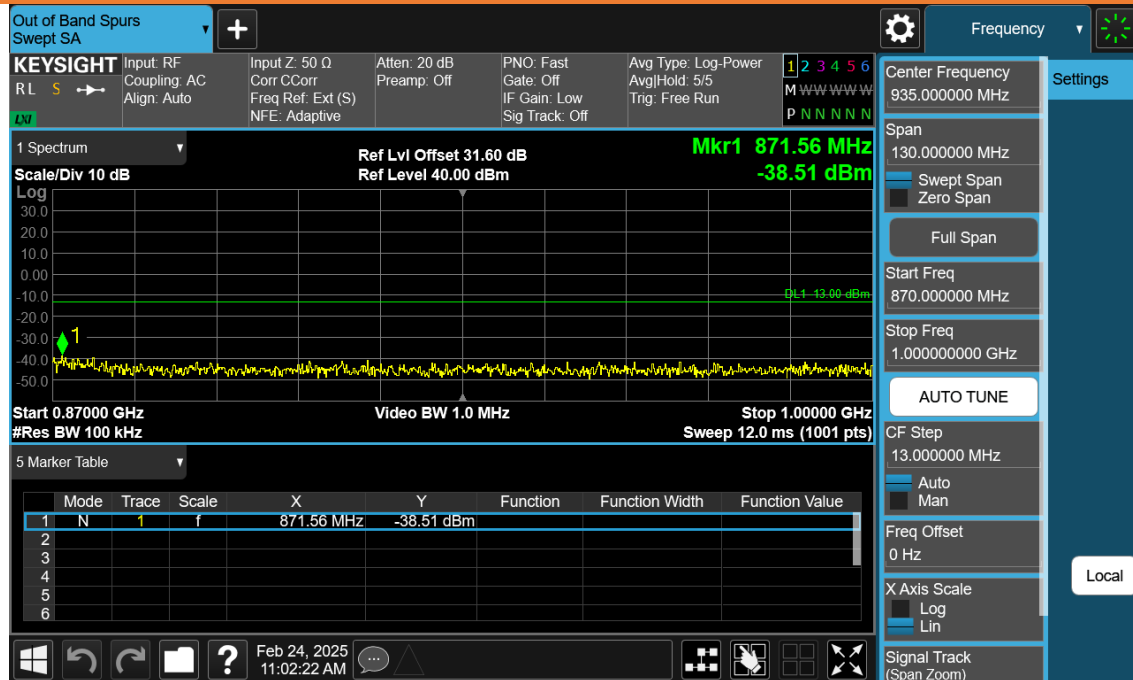 Out of Band Spurs
Swept SA
+
Frequency
KEYSIGHT
RL S
LXI
Input: RF
Coupling: AC
Align: Auto
Input Z: 50 Ω
Corr CCorr
Freq Ref: Ext (S)
NFE: Adaptive
Atten: 20 dB
Preamp: Off
PNO: Fast
Gate: Off
IF Gain: Low
Sig Track: Off
Avg Type: Log-Power
Avg|Hold: 5/5
Trig: Free Run
1 2 3 4 5 6
M W W W W W
P N N N N N
1 Spectrum
Scale/Div 10 dB
Ref Lvl Offset 31.60 dB
Ref Level 40.00 dBm
Mkr1 871.56 MHz
-38.51 dBm
Log
30.0
20.0
10.0
0.00
-10.0
-20.0
-30.0
-40.0
-50.0
DL1 -13.00 dBm
1
Start 0.87000 GHz
#Res BW 100 kHz
Video BW 1.0 MHz
Stop 1.00000 GHz
Sweep 12.0 ms (1001 pts)
5 Marker Table
Mode Trace Scale X Y Function Function Width Function Value
1 N 1 f 871.56 MHz -38.51 dBm
2
3
4
5
6
?
Feb 24, 2025
11:02:22 AM
Center Frequency
935.000000 MHz
Span
130.000000 MHz
Swept Span
Zero Span
Full Span
Start Freq
870.000000 MHz
Stop Freq
1.000000000 GHz
AUTO TUNE
CF Step
13.000000 MHz
Auto
Man
Freq Offset
0 Hz
X Axis Scale
Log
Lin
Signal Track
(Span Zoom)
Settings
Local